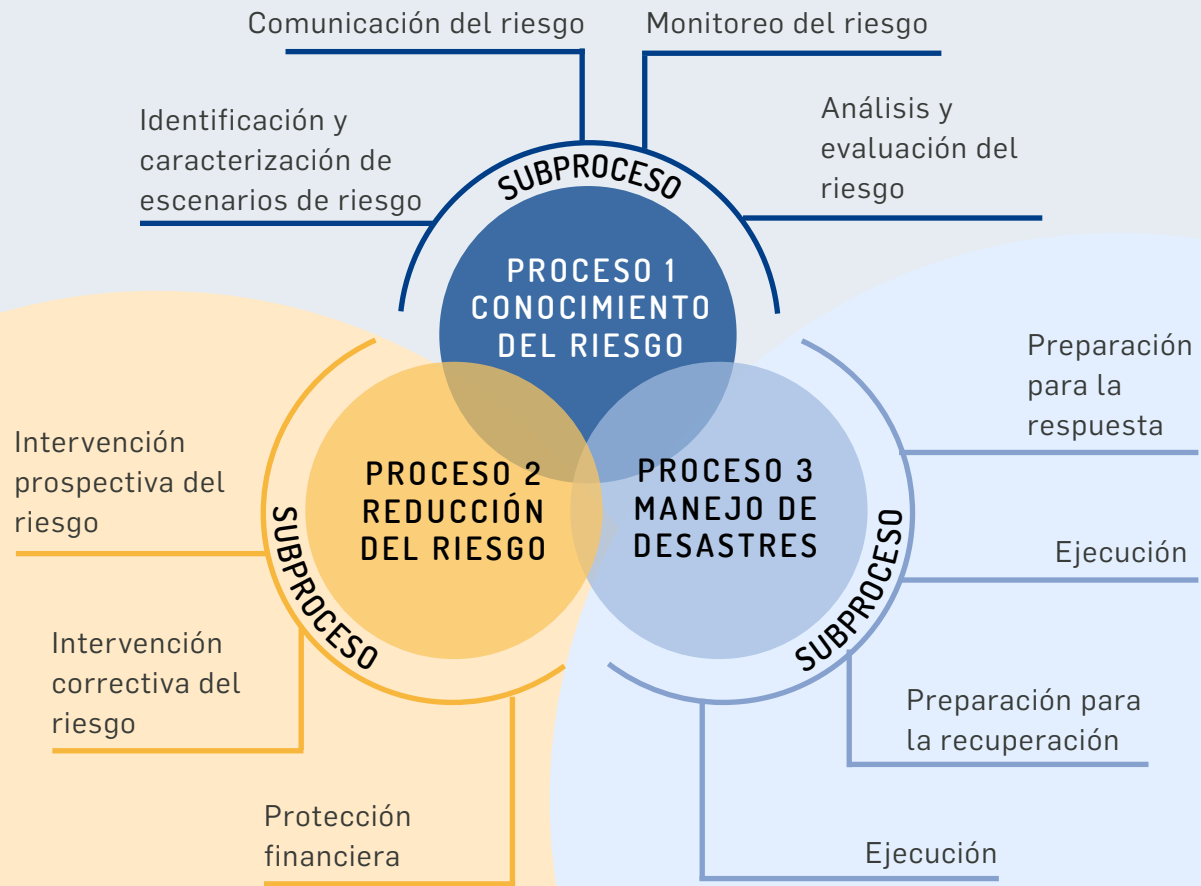 Comunicación del riesgo
Monitoreo del riesgo
Identificación y
caracterización de
escenarios de riesgo
Análisis y
evaluación del
riesgo
SUBPROCESO
PROCESO 1
CONOCIMIENTO
DEL RIESGO
Intervención
prospectiva del
riesgo
Intervención
correctiva del
riesgo
Protección
financiera
SUBPROCESO
PROCESO 2
REDUCCIÓN
DEL RIESGO
PROCESO 3
MANEJO DE
DESASTRES
SUBPROCESO
Preparación
para la
respuesta
Ejecución
Preparación para
la recuperación
Ejecución